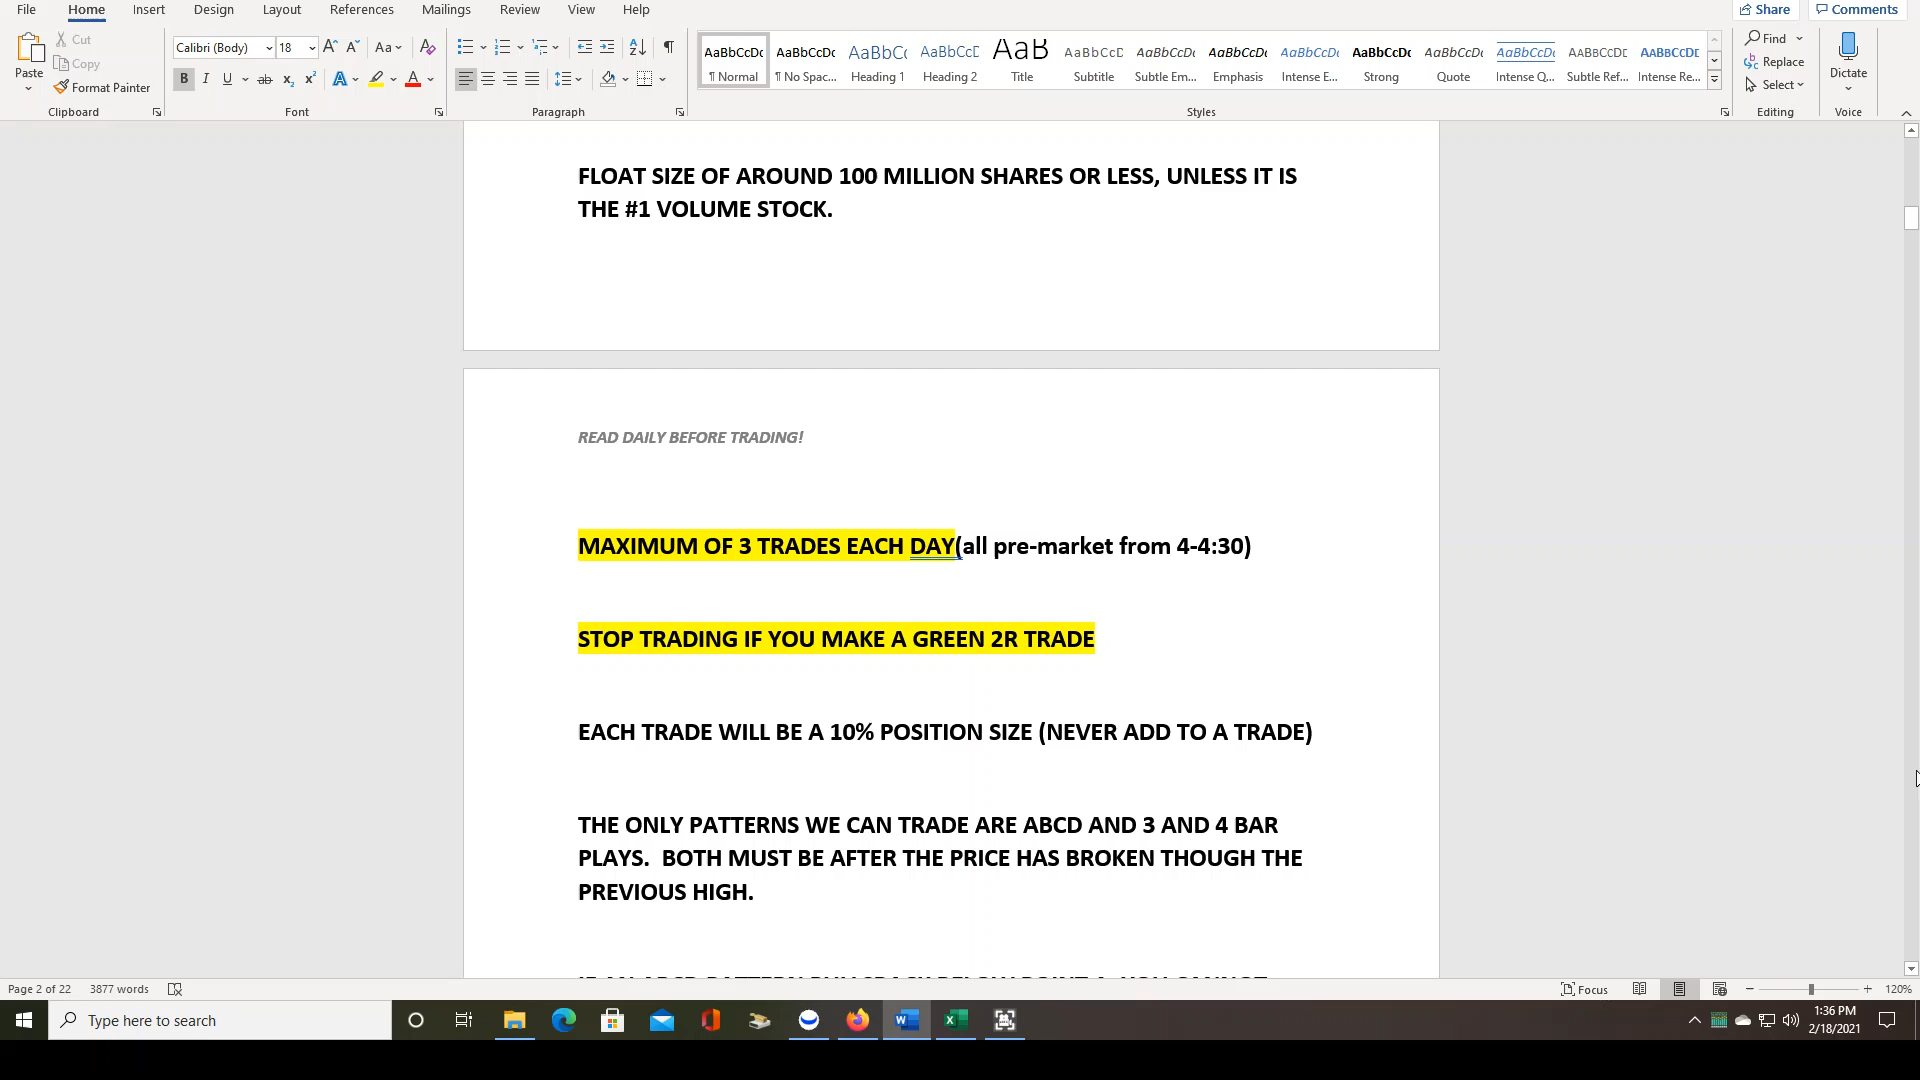 File Home Insert Design Layout References Mailings Review View Help Share Comments
Paste Cut Copy Format Painter
Calibri (Body) 18
Find Replace Select
Dictate
AaBbCcDc AaBbCcDc AaBbCc AaBbCcD AaB AaBbCcD AaBbCcDc AaBbCcDc AaBbCcDc AaBbCcDc AaBbCcDc AaBbCcDc AABBCCDE AABBCCDE
¶ Normal ¶ No Spac... Heading 1 Heading 2 Title Subtitle Subtle Em... Emphasis Intense E... Strong Quote Intense Q... Subtle Ref... Intense Re...
Clipboard Font Paragraph Styles Editing Voice
FLOAT SIZE OF AROUND 100 MILLION SHARES OR LESS, UNLESS IT IS
THE #1 VOLUME STOCK.
READ DAILY BEFORE TRADING!
MAXIMUM OF 3 TRADES EACH DAY(all pre-market from 4-4:30)
STOP TRADING IF YOU MAKE A GREEN 2R TRADE
EACH TRADE WILL BE A 10% POSITION SIZE (NEVER ADD TO A TRADE)
THE ONLY PATTERNS WE CAN TRADE ARE ABCD AND 3 AND 4 BAR
PLAYS. BOTH MUST BE AFTER THE PRICE HAS BROKEN THOUGH THE
PREVIOUS HIGH.
Page 2 of 22 3877 words Focus 120%
Type here to search
1:36 PM
2/18/2021